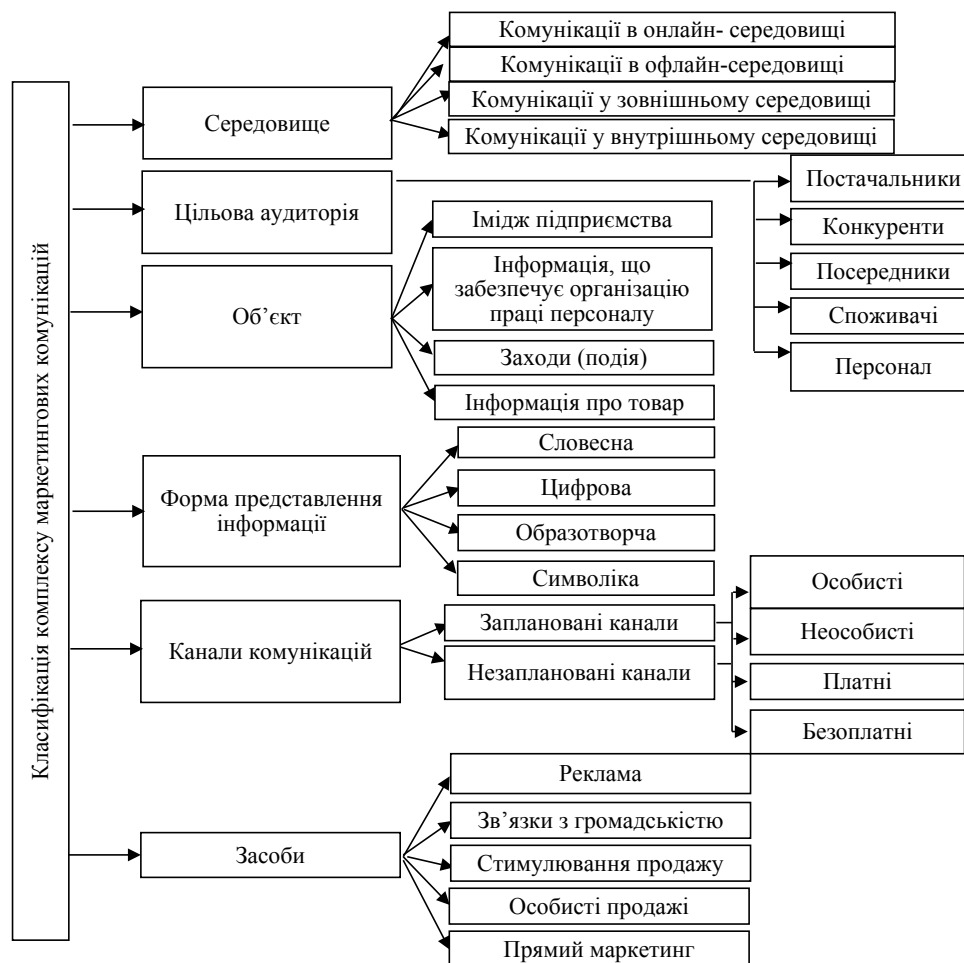 Класифікація комплексу маркетингових комунікацій
Середовище
Комунікації в онлайн- середовищі
Комунікації в офлайн-середовищі
Комунікації у зовнішньому середовищі
Комунікації у внутрішньому середовищі
Цільова аудиторія
Постачальники
Конкуренти
Посередники
Споживачі
Персонал
Об’єкт
Імідж підприємства
Інформація, що
забезпечує організацію
праці персоналу
Заходи (подія)
Інформація про товар
Форма представлення
інформації
Словесна
Цифрова
Образотворча
Символіка
Канали комунікацій
Заплановані канали
Незаплановані канали
Особисті
Неособисті
Платні
Безоплатні
Засоби
Реклама
Зв’язки з громадськістю
Стимулювання продажу
Особисті продажі
Прямий маркетинг